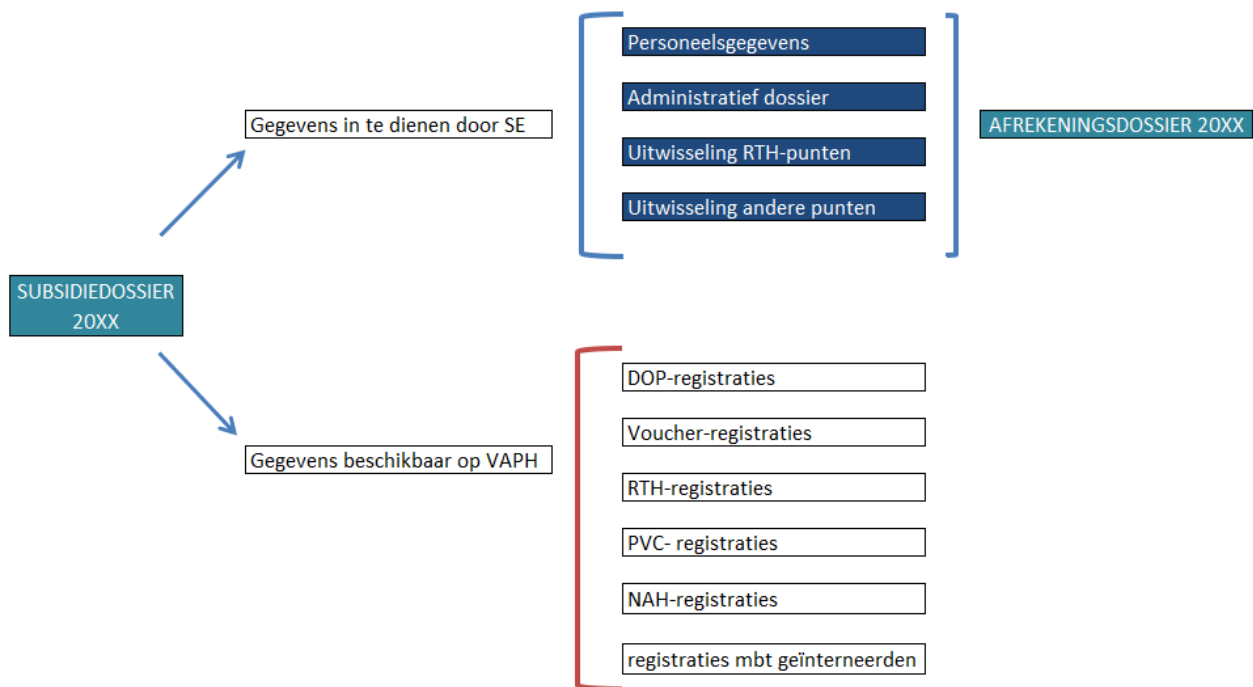 SUBSIDIEDOSSIER
20XX
Gegevens in te dienen door SE
Personeelsgegevens
Administratief dossier
Uitwisseling RTH-punten
Uitwisseling andere punten
AFREKENINGSDOSSIER 20XX
Gegevens beschikbaar op VAPH
DOP-registraties
Voucher-registraties
RTH-registraties
PVC- registraties
NAH-registraties
registraties mbt geïnterneerden